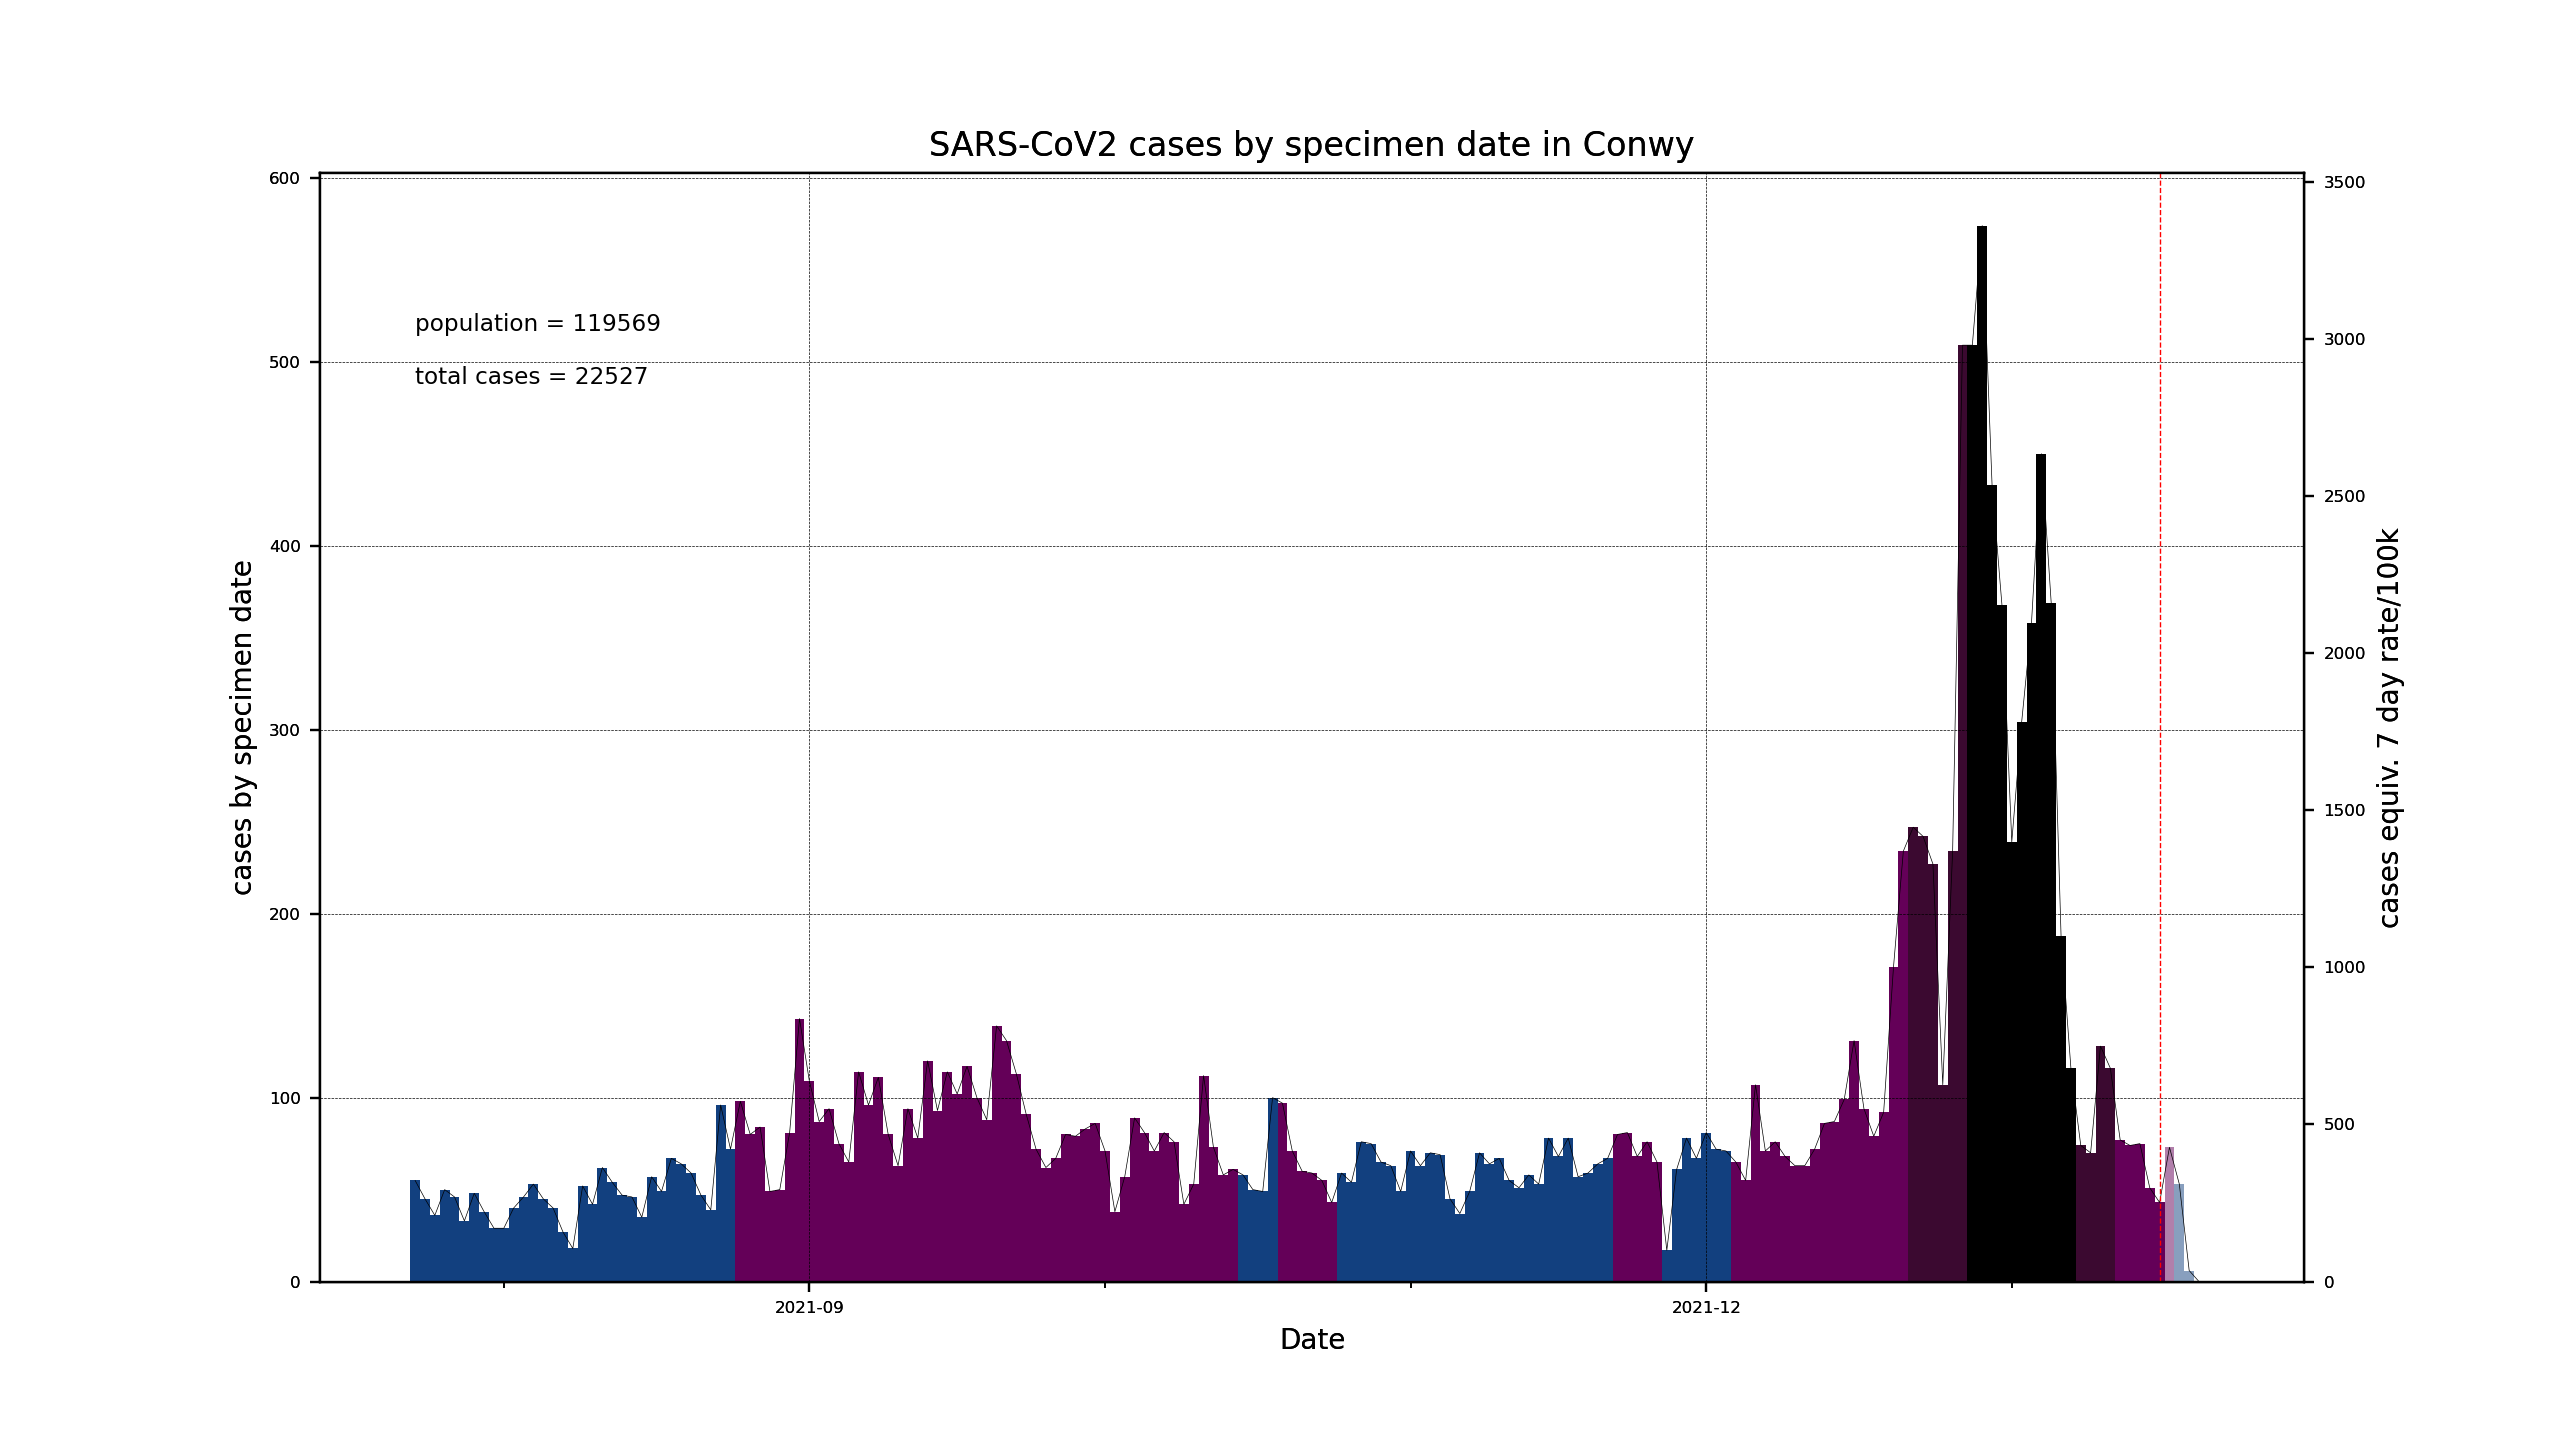 SARS-CoV2 cases by specimen date in Conwy
600
500
400
300
200
100
0
cases by specimen date
population = 119569
total cases = 22527
3500
3000
2500
2000
1500
1000
500
0
cases equiv. 7 day rate/100k
2021-09
2021-12
Date